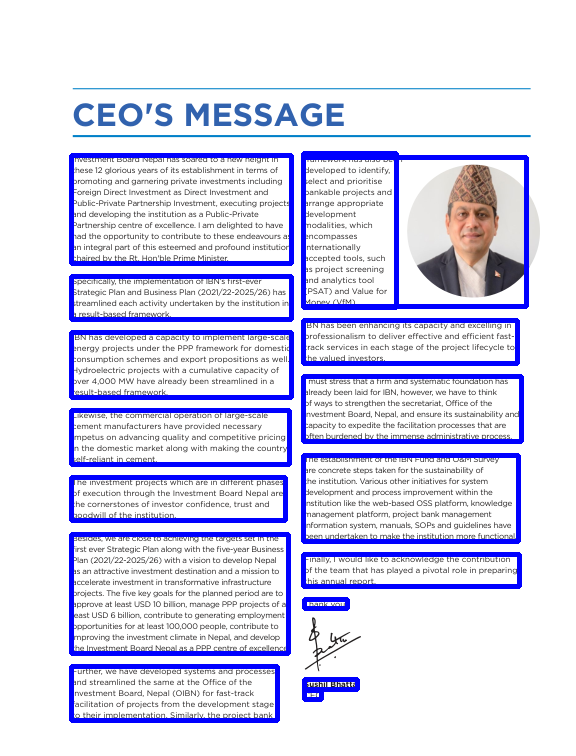 CEO'S MESSAGE
Investment Board Nepal has soared to a new height in
these 12 glorious years of its establishment in terms of
promoting and garnering private investments including
Foreign Direct Investment as Direct Investment and
Public-Private Partnership Investment, executing projects
and developing the institution as a Public-Private
Partnership centre of excellence. I am delighted to have
had the opportunity to contribute to these endeavours as
an integral part of this esteemed and profound institution
chaired by the Rt. Hon'ble Prime Minister.
Specifically, the implementation of IBN's first-ever
Strategic Plan and Business Plan (2021/22-2025/26) has
streamlined each activity undertaken by the institution in
a result-based framework.
IBN has developed a capacity to implement large-scale
energy projects under the PPP framework for domestic
consumption schemes and export propositions as well.
Hydroelectric projects with a cumulative capacity of
over 4,000 MW have already been streamlined in a
result-based framework.
Likewise, the commercial operation of large-scale
cement manufacturers have provided necessary
impetus on advancing quality and competitive pricing
in the domestic market along with making the country
self-reliant in cement.
The investment projects which are in different phases
of execution through the Investment Board Nepal are
the cornerstones of investor confidence, trust and
goodwill of the institution.
Besides, we are close to achieving the targets set in the
first ever Strategic Plan along with the five-year Business
Plan (2021/22-2025/26) with a vision to develop Nepal
as an attractive investment destination and a mission to
accelerate investment in transformative infrastructure
projects. The five key goals for the planned period are to
approve at least USD 10 billion, manage PPP projects of at
least USD 6 billion, contribute to generating employment
opportunities for at least 100,000 people, contribute to
improving the investment climate in Nepal, and develop
the Investment Board Nepal as a PPP centre of excellence.
Further, we have developed systems and processes
and streamlined the same at the Office of the
Investment Board, Nepal (OIBN) for fast-track
facilitation of projects from the development stage
to their implementation. Similarly, the project bank
framework has also been
developed to identify,
select and prioritise
bankable projects and
arrange appropriate
development
modalities, which
encompasses
internationally
accepted tools, such
as project screening
and analytics tool
(PSAT) and Value for
Money (VfM).
IBN has been enhancing its capacity and excelling in
professionalism to deliver effective and efficient fast-
track services in each stage of the project lifecycle to
the valued investors.
I must stress that a firm and systematic foundation has
already been laid for IBN, however, we have to think
of ways to strengthen the secretariat, Office of the
Investment Board, Nepal, and ensure its sustainability and
capacity to expedite the facilitation processes that are
often burdened by the immense administrative process.
The establishment of the IBN Fund and O&M Survey
are concrete steps taken for the sustainability of
the institution. Various other initiatives for system
development and process improvement within the
institution like the web-based OSS platform, knowledge
management platform, project bank management
information system, manuals, SOPs and guidelines have
been undertaken to make the institution more functional.
Finally, I would like to acknowledge the contribution
of the team that has played a pivotal role in preparing
this annual report.
Thank you!
Sushil Bhatta
CEO